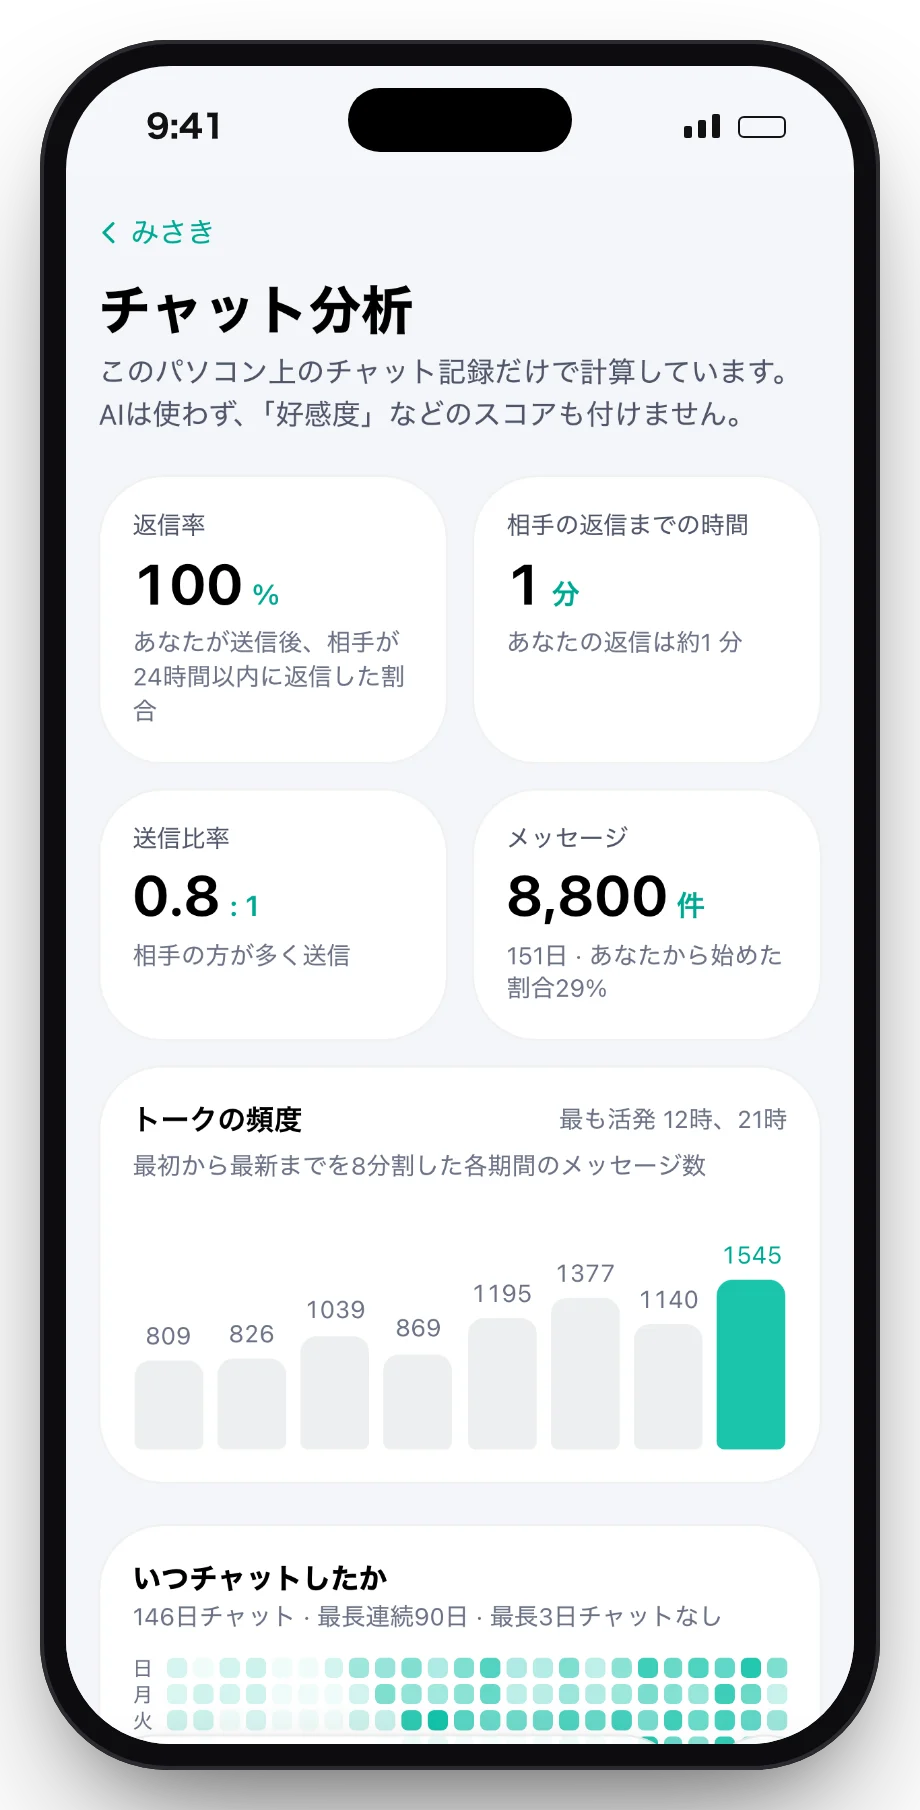 9:41
みさき
チャット分析
このパソコン上のチャット記録だけで計算しています。
AIは使わず、「好感度」などのスコアも付けません。
返信率
100 %
あなたが送信後、相手が
24時間以内に返信した割
合
相手の返信までの時間
1 分
あなたの返信は約1 分
送信比率
0.8 : 1
相手の方が多く送信
メッセージ
8,800 件
151日 · あなたから始めた
割合29%
トークの頻度
最も活発 12時、21時
最初から最新までを8分割した各期間のメッセージ数
809
826
1039
869
1195
1377
1140
1545
いつチャットしたか
146日チャット · 最長連続90日 · 最長3日チャットなし
日
月
火